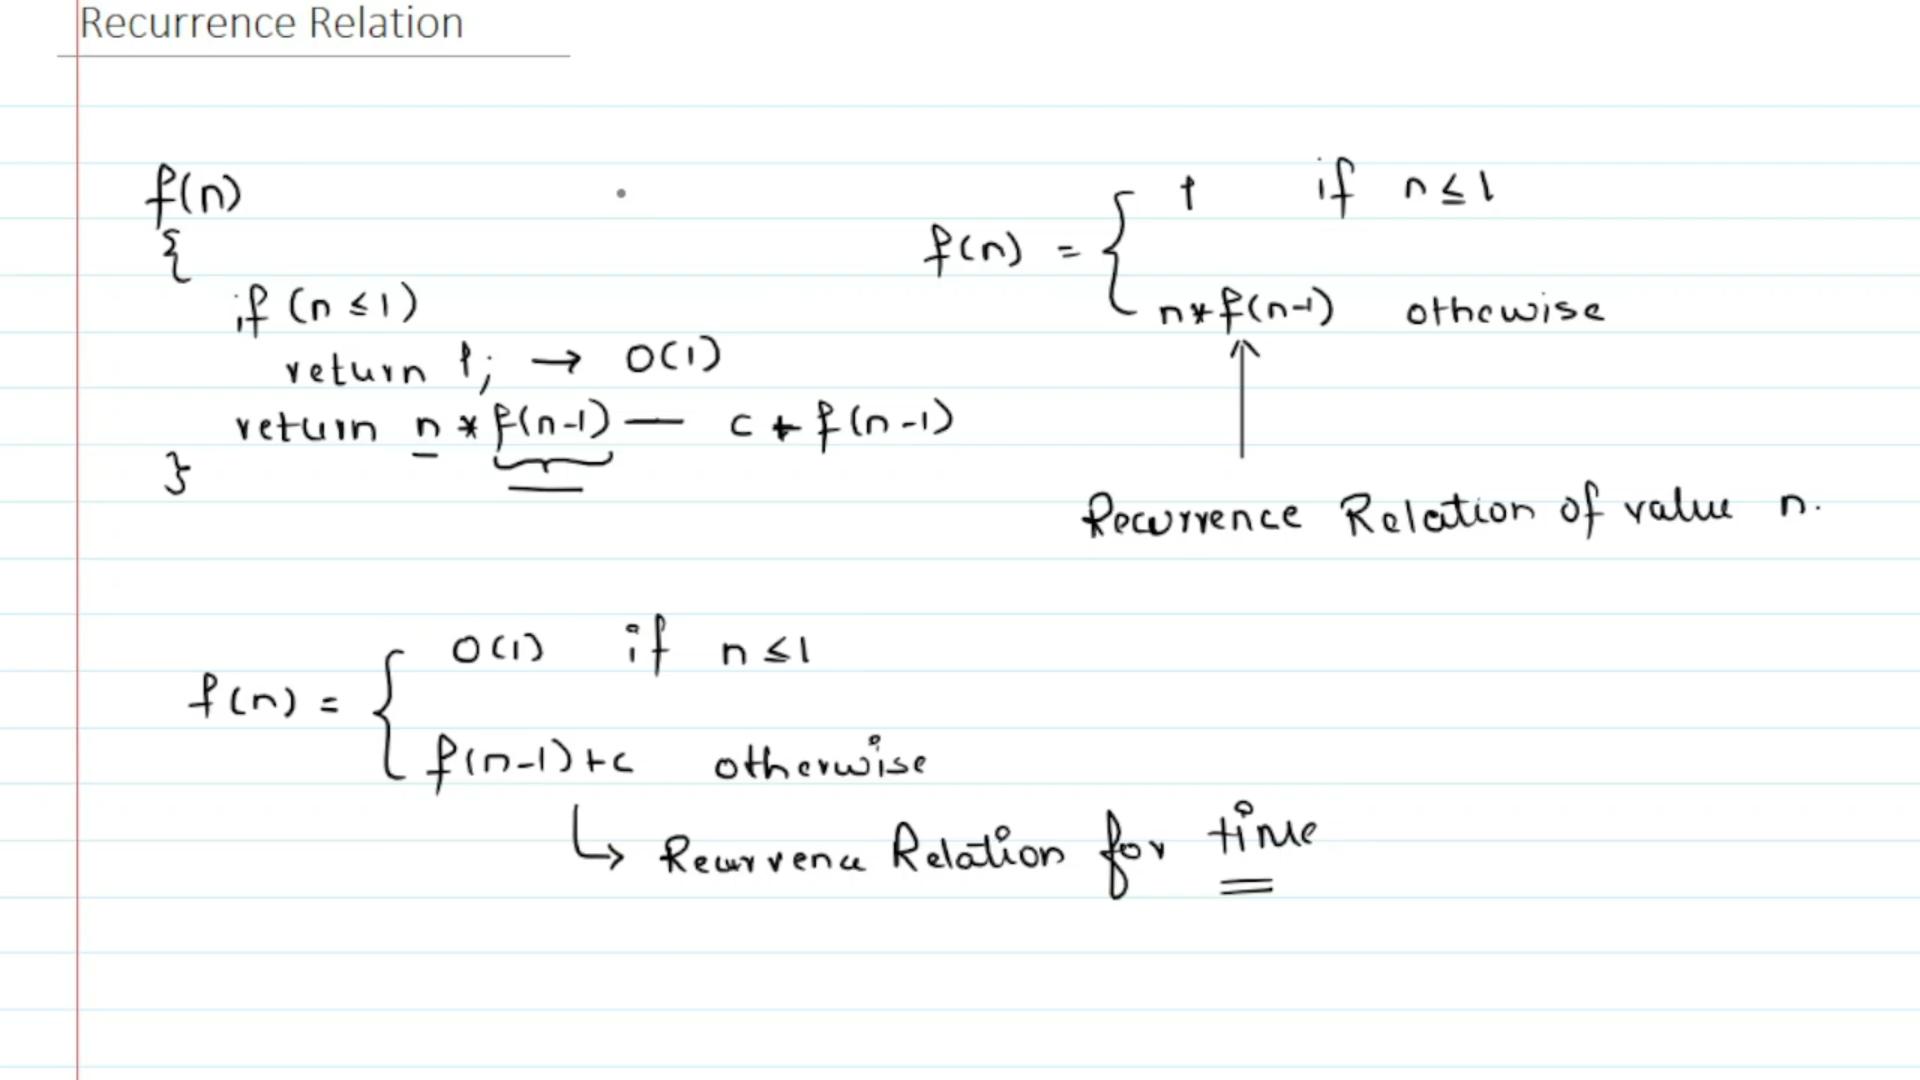 Recurrence Relation
f(n)
{
if (n ≤ 1)
return 1; → O(1)
return n * f(n-1) — c + f(n-1)
}
f(n) = { 1 if n ≤ 1
n * f(n-1) othewise
Recurrence Relation of value n.
f(n) = { O(1) if n ≤ 1
f(n-1) + c otherwise
↳ Recurrence Relation for time